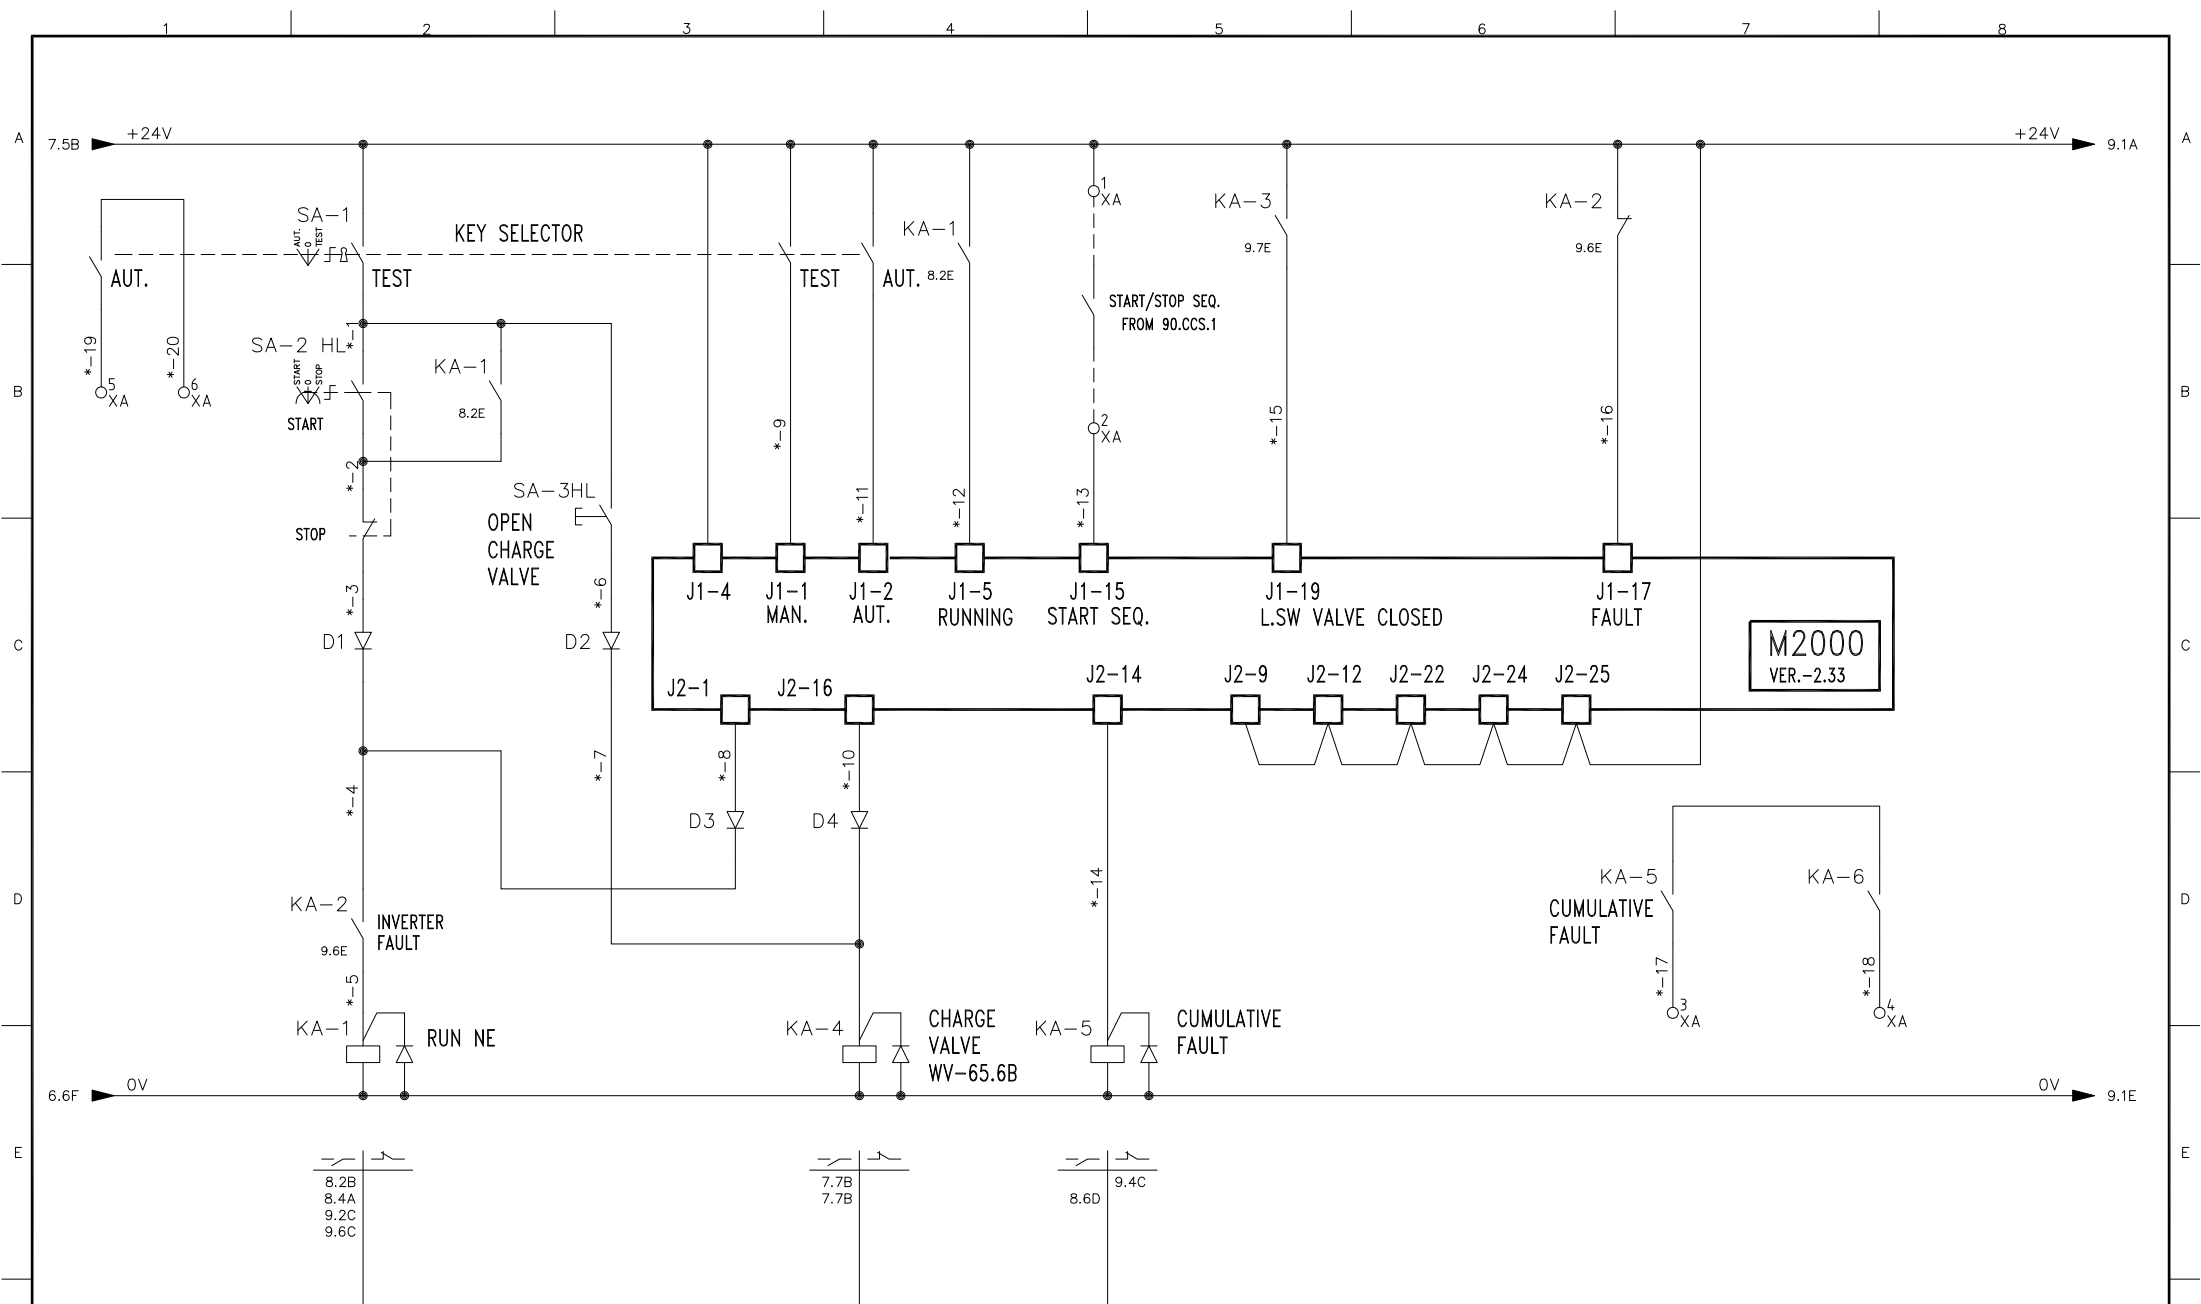 1 2 3 4 5 6 7 8
A 7.5B +24V +24V 9.1A A
SA-1
AUT.
0
TEST
KEY SELECTOR
AUT.
TEST
TEST
AUT.
KA-1
8.2E
1
XA
KA-3
9.7E
KA-2
9.6E
START/STOP SEQ.
FROM 90.CCS.1
B B
*-19
*-20
5
XA
6
XA
*-1
SA-2 HL
START
0
STOP
START
KA-1
8.2E
*-2
STOP
*-3
SA-3HL
OPEN
CHARGE
VALVE
*-6
*-9
*-11
*-12
2
XA
*-13
*-15
*-16
C C
D1
D2
J1-4
J1-1
MAN.
J1-2
AUT.
J1-5
RUNNING
J1-15
START SEQ.
J1-19
L.SW VALVE CLOSED
J1-17
FAULT
M2000
VER.-2.33
J2-1
J2-16
J2-14
J2-9
J2-12
J2-22
J2-24
J2-25
*-4
*-7
*-8
*-10
D3
D4
*-14
D D
KA-2
9.6E
INVERTER
FAULT
*-5
KA-5
CUMULATIVE
FAULT
KA-6
*-17
*-18
3
XA
4
XA
KA-1
RUN NE
KA-4
CHARGE
VALVE
WV-65.6B
KA-5
CUMULATIVE
FAULT
6.6F 0V 0V 9.1E
E E
8.2B
8.4A
9.2C
9.6C
7.7B
7.7B
9.4C
8.6D